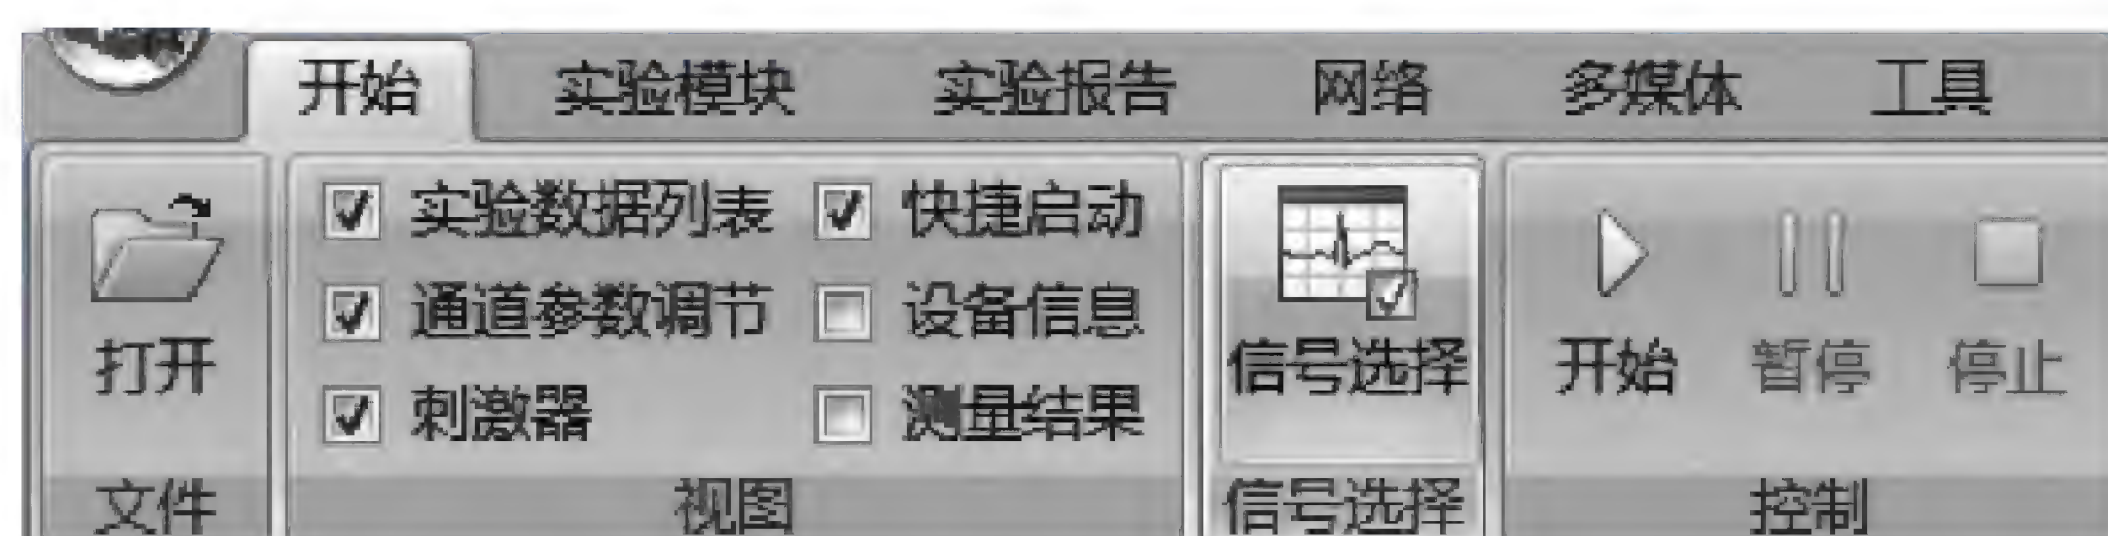 开始 实验模块 实验报告 网络 多媒体 工具
实验数据列表 快捷启动
通道参数调节 设备信息
打开 信号选择 开始 暂停 停止
刺激器 测量结果
文件 视图 信号选择 控制